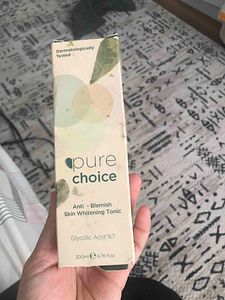 Dermatologically
Tested
pure
choice
Anti - Blemish
Skin Whitening Tonic
Glycolic Acid %7
200ml ℮ 6.76 fl.oz